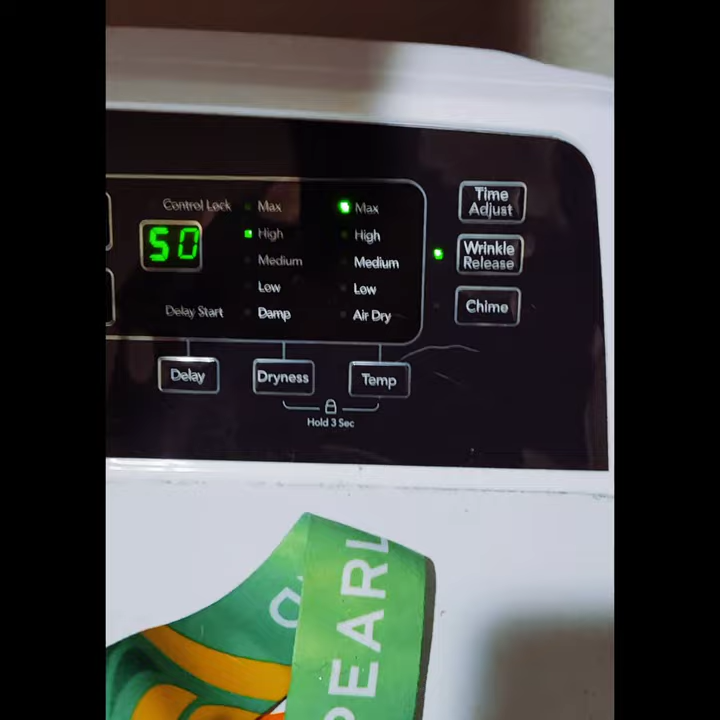 Control Lock
Max
Max
Time
Adjust
50
High
High
Wrinkle
Release
Medium
Medium
Low
Low
Chime
Delay Start
Damp
Air Dry
Delay
Dryness
Temp
Hold 3 Sec
PEARL